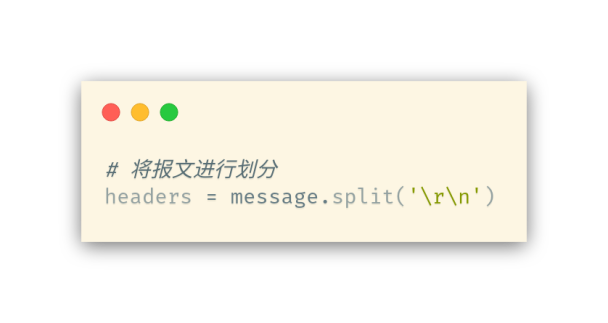 # 将报文进行划分
headers = message.split('\r\n')